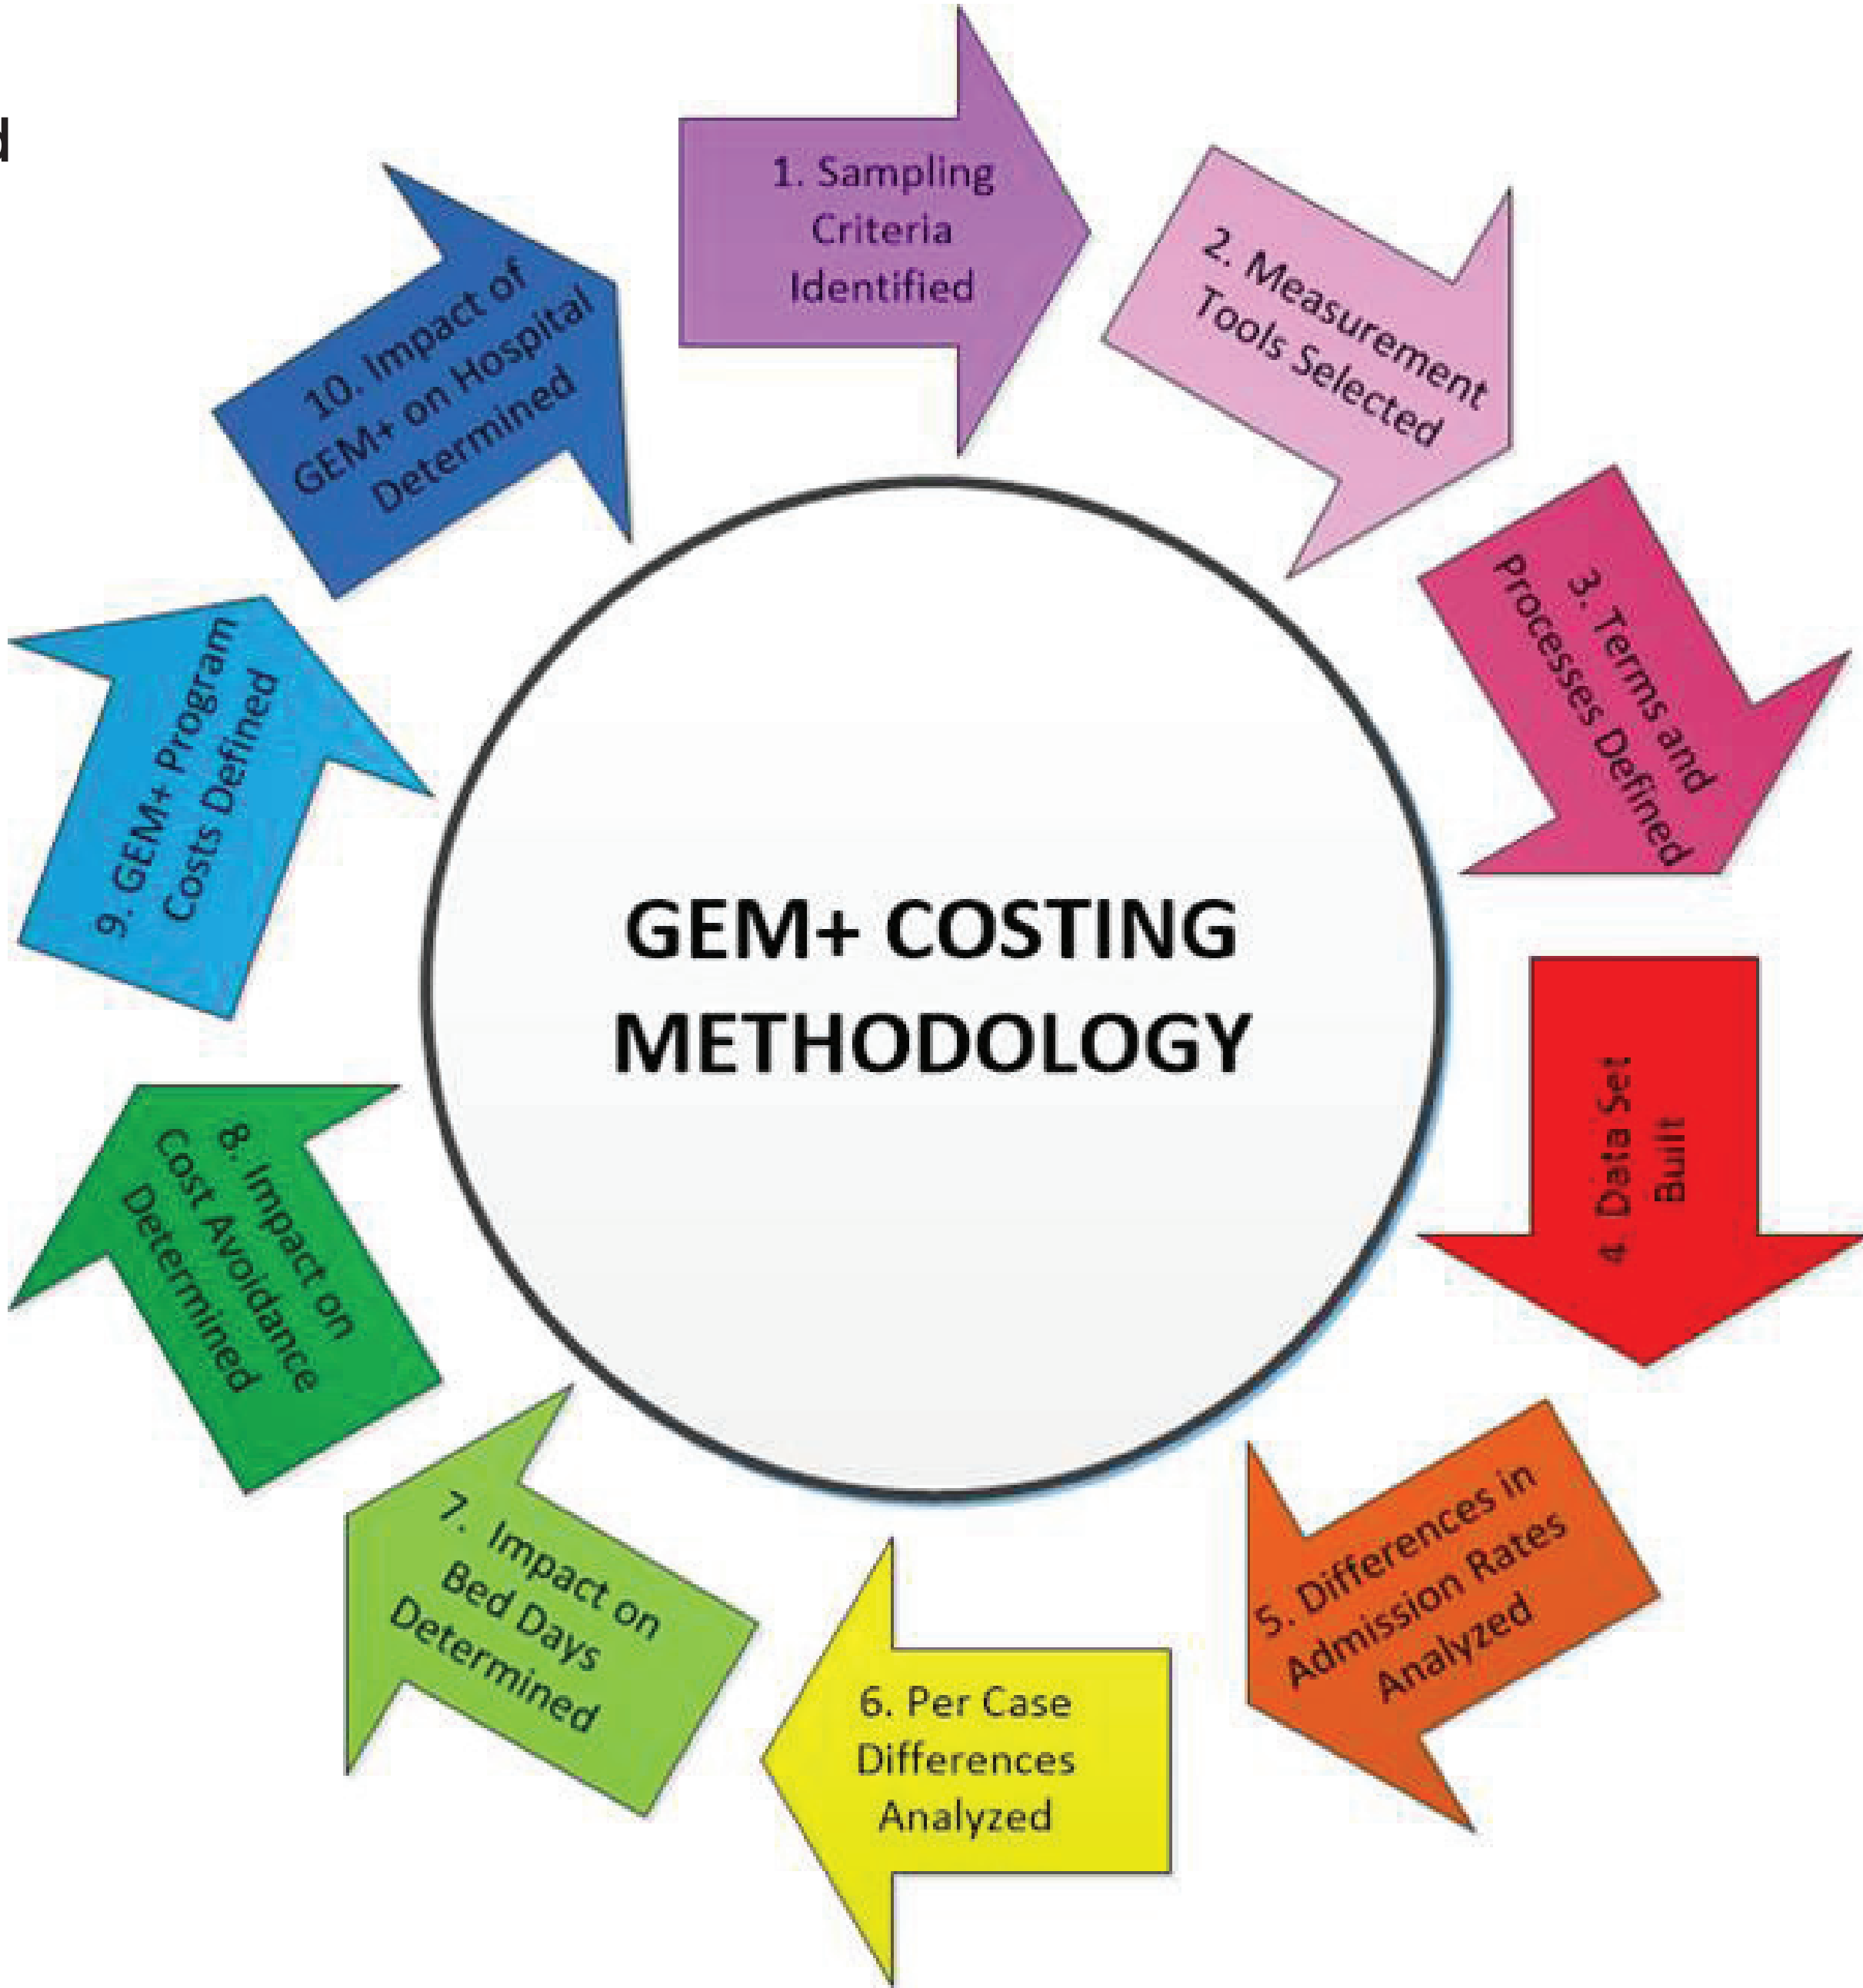 d
1. Sampling
Criteria
Identified
2. Measurement
Tools Selected
3. Terms and
Processes Defined
4. Data Set
Built
5. Differences in
Admission Rates
Analyzed
6. Per Case
Differences
Analyzed
7. Impact on
Bed Days
Determined
8. Impact on
Cost Avoidance
Determined
9. GEM+ Program
Costs Defined
10. Impact of
GEM+ on Hospital
Determined
GEM+ COSTING
METHODOLOGY